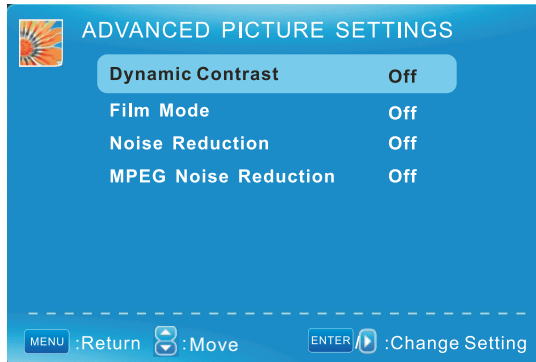 ADVANCED PICTURE SETTINGS
Dynamic Contrast Off
Film Mode Off
Noise Reduction Off
MPEG Noise Reduction Off
MENU :Return :Move ENTER / :Change Setting